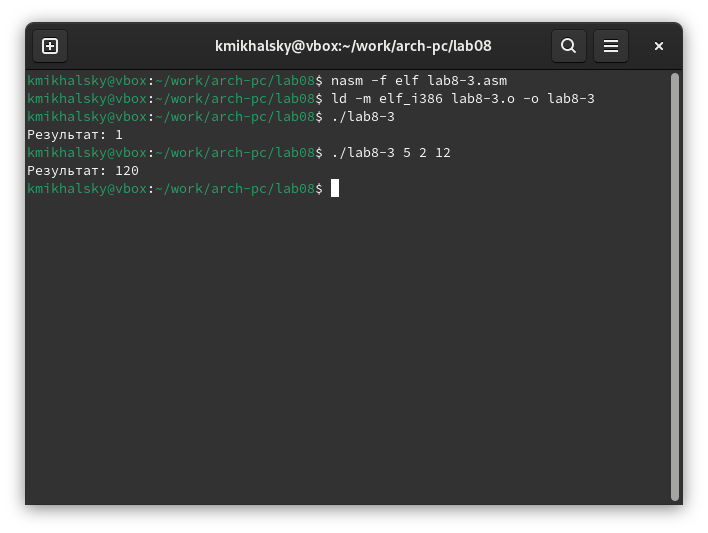 kmikhalsky@vbox:~/work/arch-pc/lab08
kmikhalsky@vbox:~/work/arch-pc/lab08$ nasm -f elf lab8-3.asm
kmikhalsky@vbox:~/work/arch-pc/lab08$ ld -m elf_i386 lab8-3.o -o lab8-3
kmikhalsky@vbox:~/work/arch-pc/lab08$ ./lab8-3
Результат: 1
kmikhalsky@vbox:~/work/arch-pc/lab08$ ./lab8-3 5 2 12
Результат: 120
kmikhalsky@vbox:~/work/arch-pc/lab08$